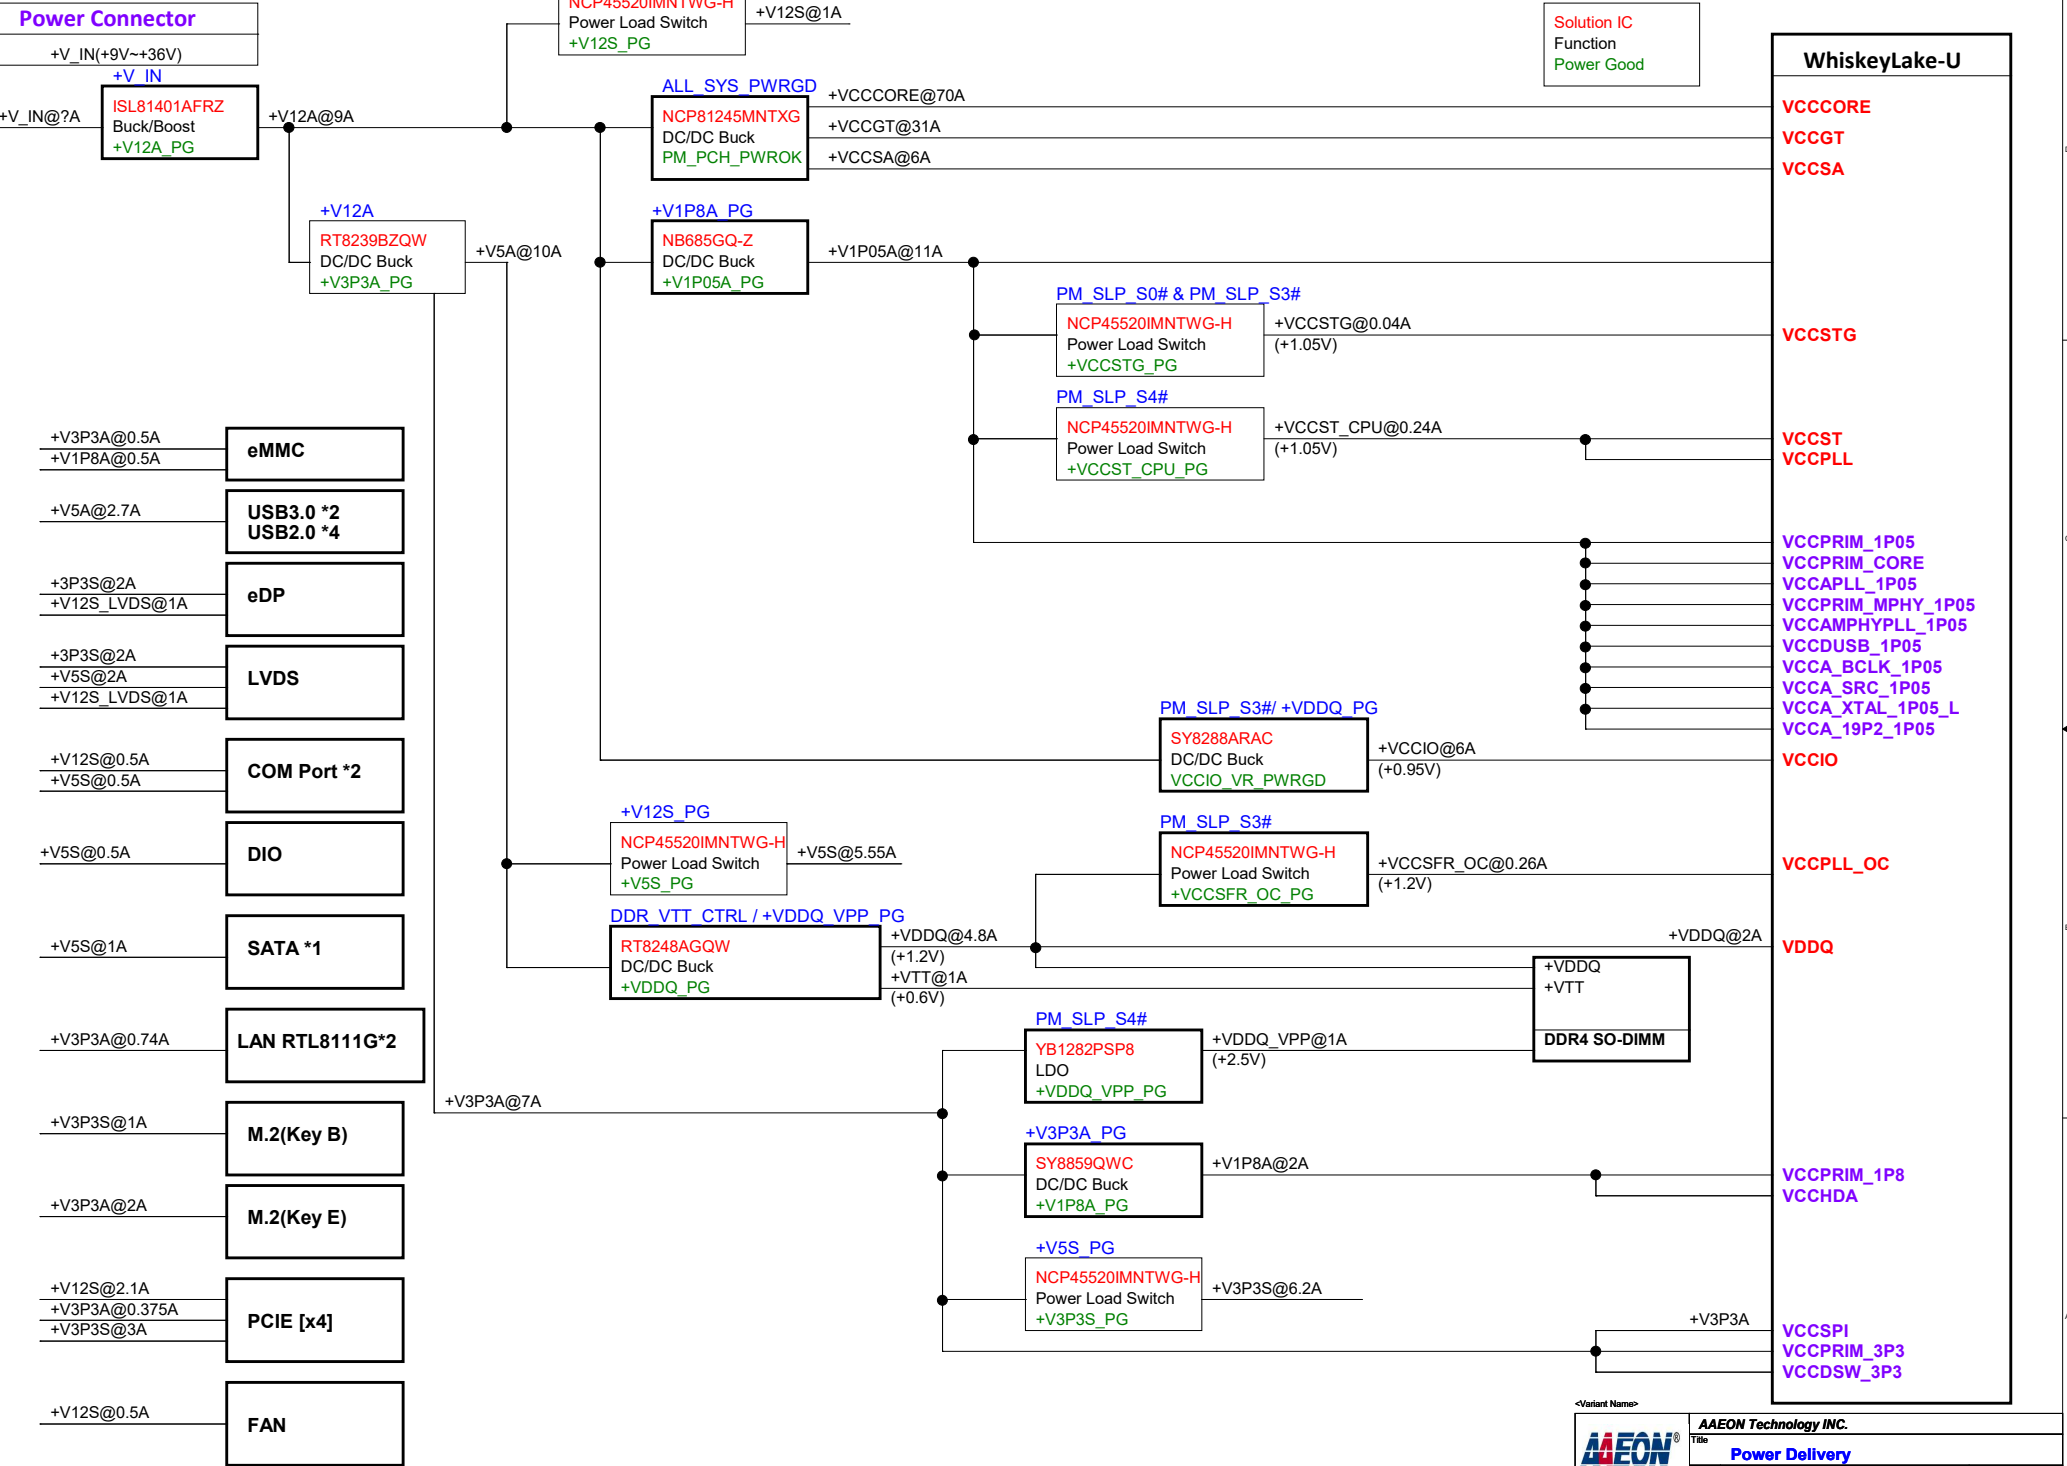 Power Connector
+V_IN(+9V~+36V)
+V_IN
+V_IN@?A
ISL81401AFRZ
Buck/Boost
+V12A_PG
+V12A@9A
NCP45520IMNTWG-H
Power Load Switch
+V12S_PG
+V12S@1A
Solution IC
Function
Power Good
WhiskeyLake-U
ALL_SYS_PWRGD
NCP81245MNTXG
DC/DC Buck
PM_PCH_PWROK
+VCCCORE@70A
+VCCGT@31A
+VCCSA@6A
VCCCORE
VCCGT
VCCSA
+V12A
RT8239BZQW
DC/DC Buck
+V3P3A_PG
+V5A@10A
+V1P8A_PG
NB685GQ-Z
DC/DC Buck
+V1P05A_PG
+V1P05A@11A
PM_SLP_S0# & PM_SLP_S3#
NCP45520IMNTWG-H
Power Load Switch
+VCCSTG_PG
+VCCSTG@0.04A
(+1.05V)
VCCSTG
PM_SLP_S4#
NCP45520IMNTWG-H
Power Load Switch
+VCCST_CPU_PG
+VCCST_CPU@0.24A
(+1.05V)
VCCST
VCCPLL
VCCPRIM_1P05
VCCPRIM_CORE
VCCAPLL_1P05
VCCPRIM_MPHY_1P05
VCCAMPHYPLL_1P05
VCCDUSB_1P05
VCCA_BCLK_1P05
VCCA_SRC_1P05
VCCA_XTAL_1P05_L
VCCA_19P2_1P05
PM_SLP_S3#/ +VDDQ_PG
SY8288ARAC
DC/DC Buck
VCCIO_VR_PWRGD
+VCCIO@6A
(+0.95V)
VCCIO
+V12S_PG
NCP45520IMNTWG-H
Power Load Switch
+V5S_PG
+V5S@5.55A
PM_SLP_S3#
NCP45520IMNTWG-H
Power Load Switch
+VCCSFR_OC_PG
+VCCSFR_OC@0.26A
(+1.2V)
VCCPLL_OC
DDR_VTT_CTRL / +VDDQ_VPP_PG
RT8248AGQW
DC/DC Buck
+VDDQ_PG
+VDDQ@4.8A
(+1.2V)
+VTT@1A
(+0.6V)
+VDDQ@2A
VDDQ
+VDDQ
+VTT
DDR4 SO-DIMM
PM_SLP_S4#
YB1282PSP8
LDO
+VDDQ_VPP_PG
+VDDQ_VPP@1A
(+2.5V)
+V3P3A@7A
+V3P3A_PG
SY8859QWC
DC/DC Buck
+V1P8A_PG
+V1P8A@2A
VCCPRIM_1P8
VCCHDA
+V5S_PG
NCP45520IMNTWG-H
Power Load Switch
+V3P3S_PG
+V3P3S@6.2A
+V3P3A
VCCSPI
VCCPRIM_3P3
VCCDSW_3P3
+V3P3A@0.5A
+V1P8A@0.5A
eMMC
+V5A@2.7A
USB3.0 *2
USB2.0 *4
+3P3S@2A
+V12S_LVDS@1A
eDP
+3P3S@2A
+V5S@2A
+V12S_LVDS@1A
LVDS
+V12S@0.5A
+V5S@0.5A
COM Port *2
+V5S@0.5A
DIO
+V5S@1A
SATA *1
+V3P3A@0.74A
LAN RTL8111G*2
+V3P3S@1A
M.2(Key B)
+V3P3A@2A
M.2(Key E)
+V12S@2.1A
+V3P3A@0.375A
+V3P3S@3A
PCIE [x4]
+V12S@0.5A
FAN
<Variant Name>
AAEON®
AAEON Technology INC.
Title
Power Delivery